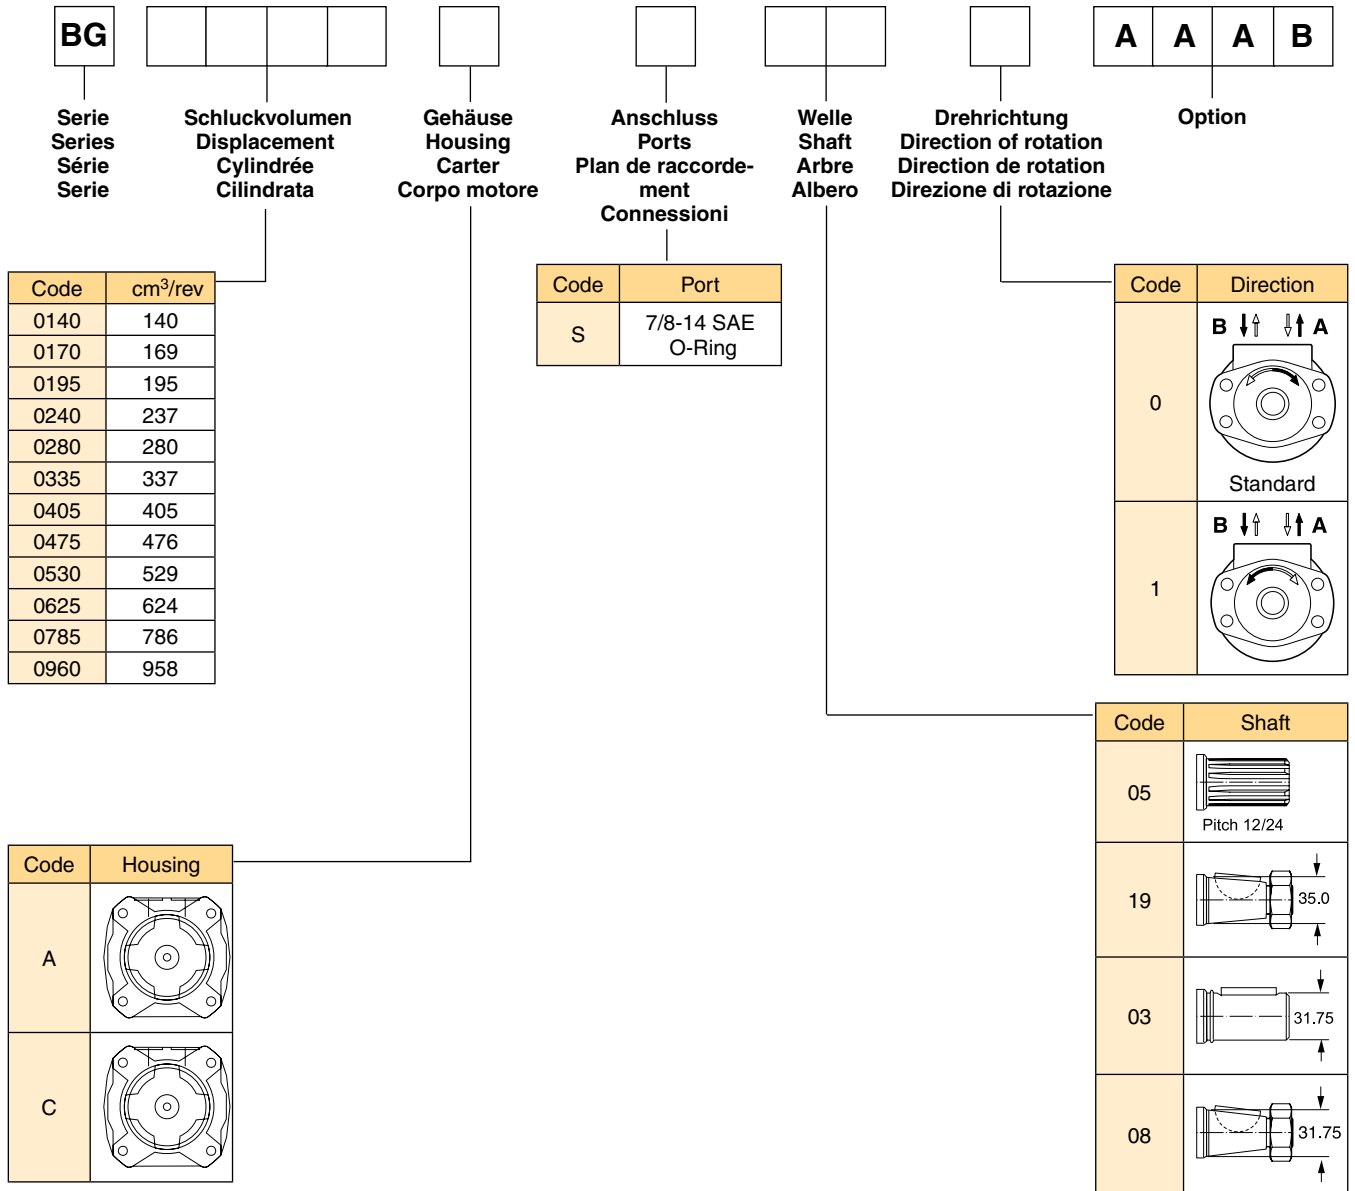 BG A A A B
Serie
Series
Série
Serie
Schluckvolumen
Displacement
Cylindrée
Cilindrata
Gehäuse
Housing
Carter
Corpo motore
Anschluss
Ports
Plan de raccorde-
ment
Connessioni
Welle
Shaft
Arbre
Albero
Drehrichtung
Direction of rotation
Direction de rotation
Direzione di rotazione
Option
Code cm³/rev
0140 140
0170 169
0195 195
0240 237
0280 280
0335 337
0405 405
0475 476
0530 529
0625 624
0785 786
0960 958
Code Port
S 7/8-14 SAE
O-Ring
Code Direction
B A
0
Standard
B A
1
Code Shaft
05
Pitch 12/24
19 35.0
03 31.75
08 31.75
Code Housing
A
C